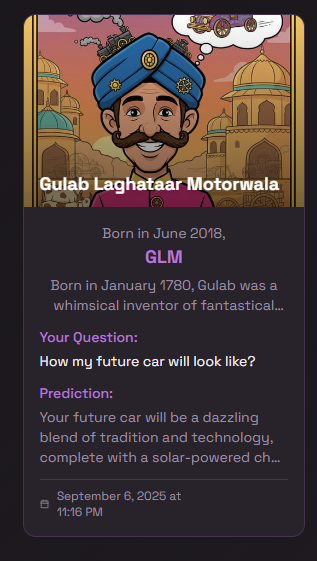 Gulab Laghataar Motorwala
Born in June 2018,
GLM
Born in January 1780, Gulab was a
whimsical inventor of fantastical...
Your Question:
How my future car will look like?
Prediction:
Your future car will be a dazzling
blend of tradition and technology,
complete with a solar-powered ch...
September 6, 2025 at
11:16 PM